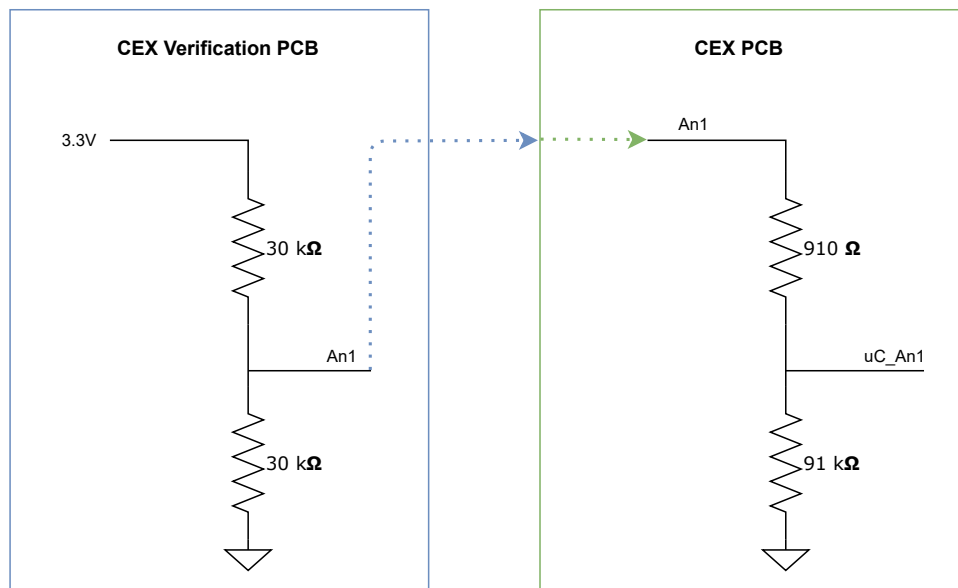 CEX Verification PCB
3.3V
30 kΩ
An1
30 kΩ
CEX PCB
An1
910 Ω
uC_An1
91 kΩ